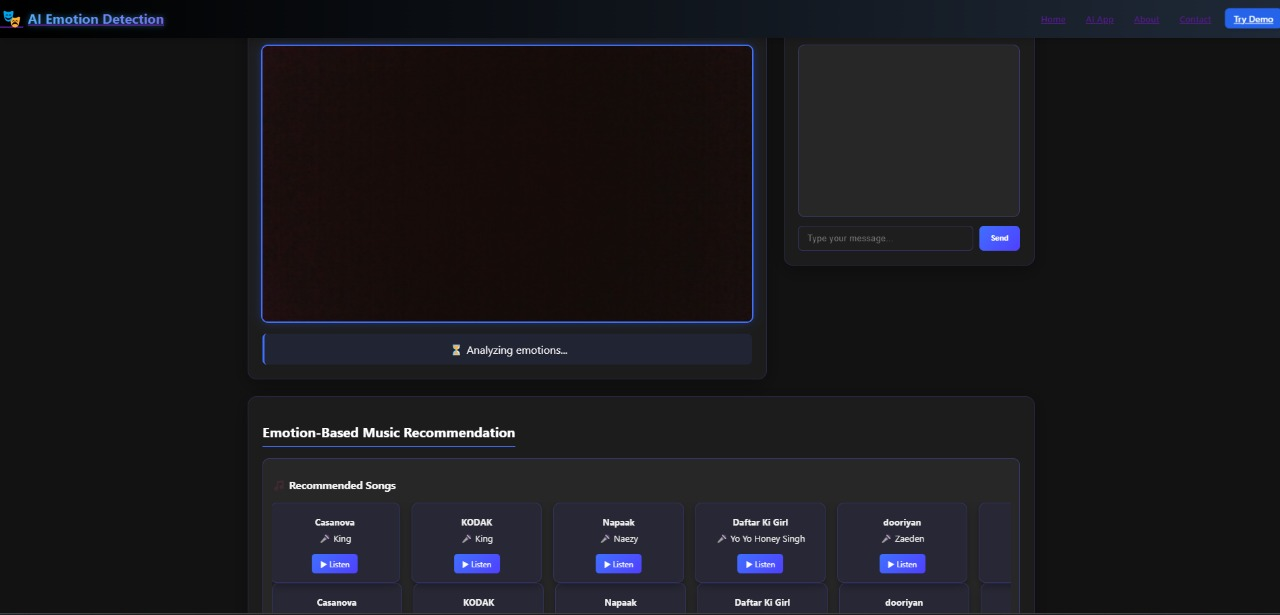 AI Emotion Detection
Home AI App About Contact Try Demo
Type your message... Send
⏳ Analyzing emotions...
Emotion-Based Music Recommendation
🎵 Recommended Songs
Casanova KODAK Napaak Daftar Ki Girl dooriyan
🎤 King 🎤 King 🎤 Naezy 🎤 Yo Yo Honey Singh 🎤 Zaeden
▶ Listen ▶ Listen ▶ Listen ▶ Listen ▶ Listen
Casanova KODAK Napaak Daftar Ki Girl dooriyan